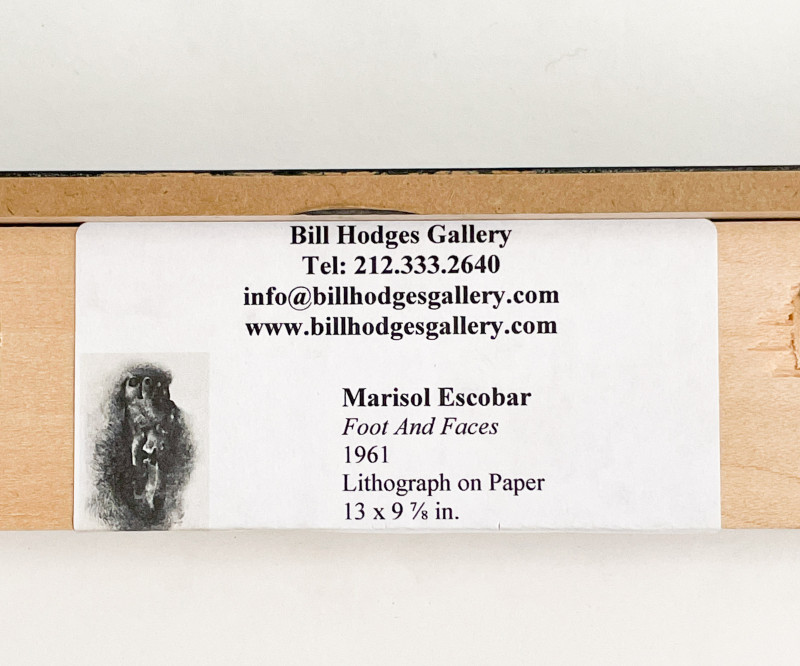 Bill Hodges Gallery
Tel: 212.333.2640
info@billhodgesgallery.com
www.billhodgesgallery.com
Marisol Escobar
Foot And Faces
1961
Lithograph on Paper
13 x 9 ⅞ in.